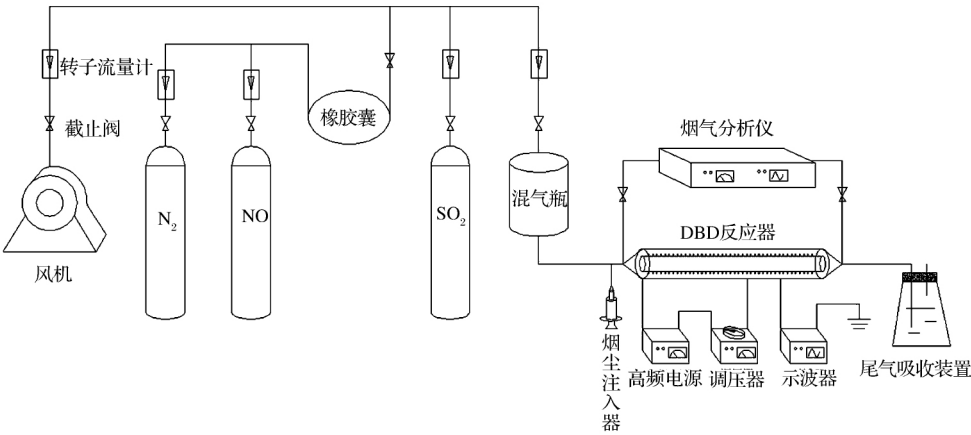 转子流量计
截止阀
橡胶囊
N₂
NO
SO₂
混气瓶
风机
烟气分析仪
DBD反应器
烟尘注入器
高频电源
调压器
示波器
尾气吸收装置